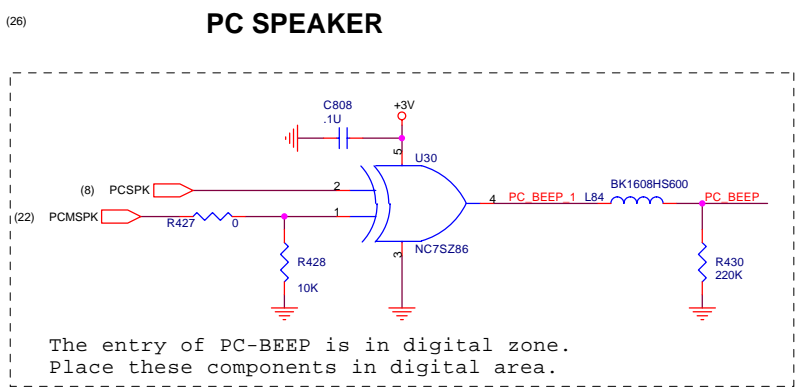 (26)
PC SPEAKER
C808
.1U
+3V
5
U30
(8) PCSPK
2
(22) PCMSPK
R427
0
1
4
PC_BEEP_1
L84
BK1608HS600
PC_BEEP
NC7SZ86
3
R428
10K
R430
220K
The entry of PC-BEEP is in digital zone.
Place these components in digital area.